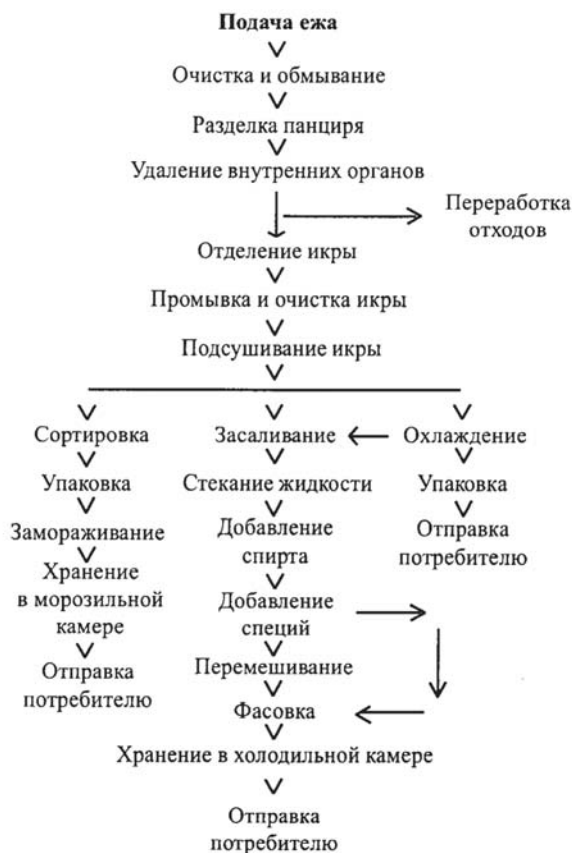 Подача ежа
Очистка и обмывание
Разделка панциря
Удаление внутренних органов
Переработка
отходов
Отделение икры
Промывка и очистка икры
Подсушивание икры
Сортировка
Засаливание
Охлаждение
Упаковка
Стекание жидкости
Упаковка
Замораживание
Добавление
спирта
Отправка
потребителю
Хранение
в морозильной
камере
Добавление
специй
Отправка
потребителю
Перемешивание
Фасовка
Хранение в холодильной камере
Отправка
потребителю